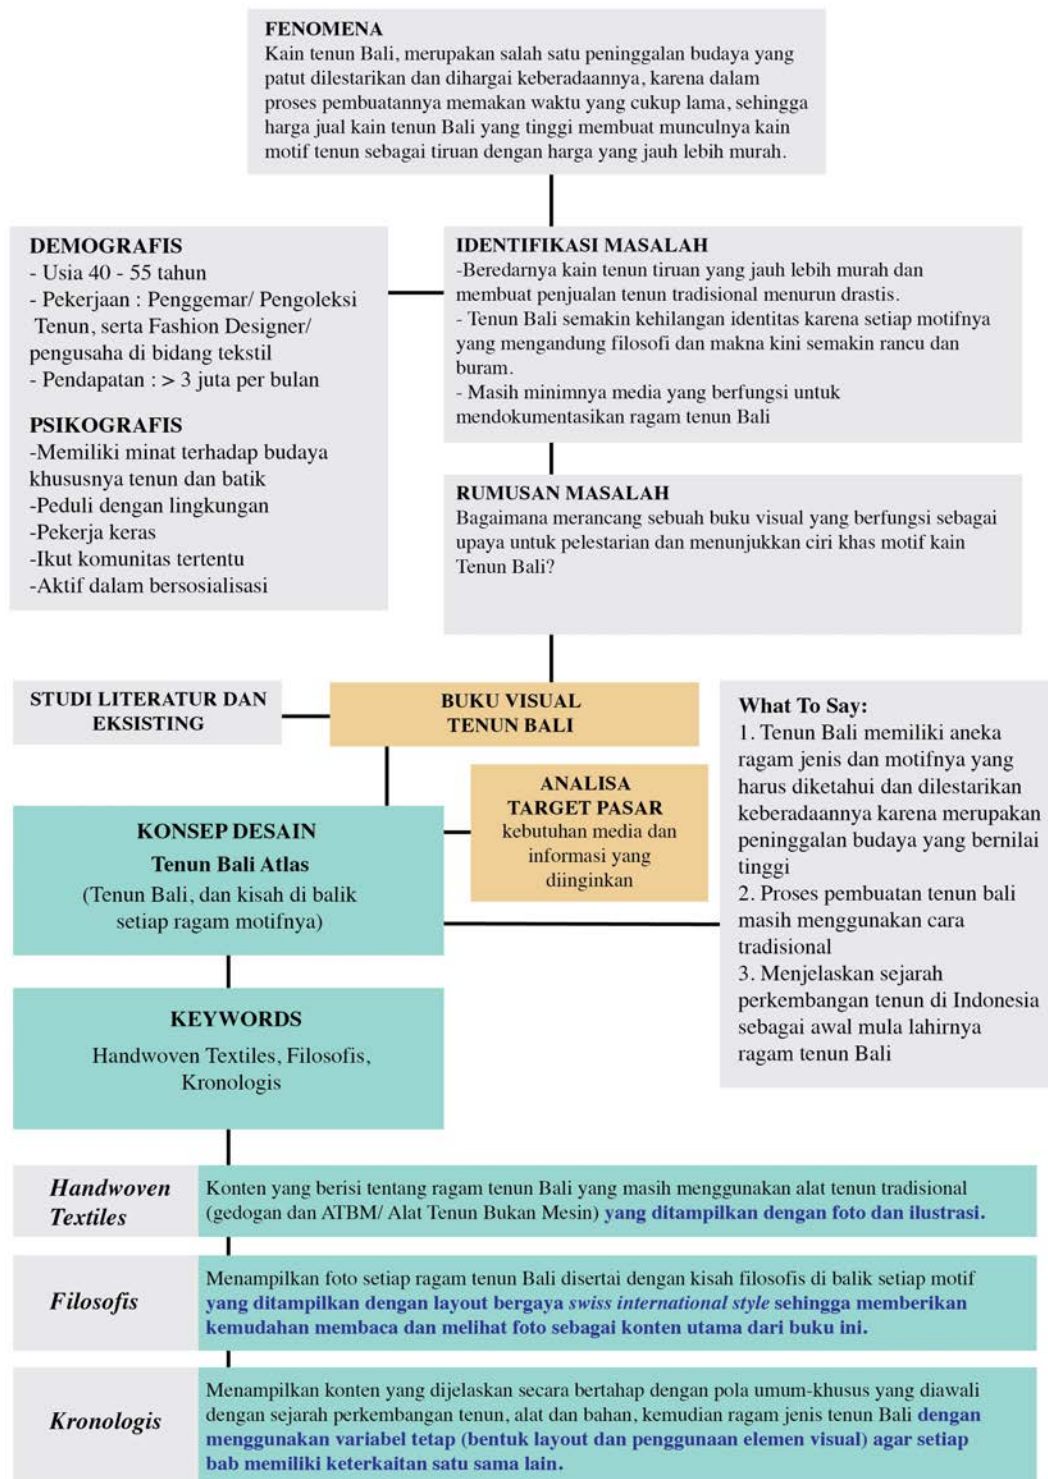 FENOMENA
Kain tenun Bali, merupakan salah satu peninggalan budaya yang
patut dilestarikan dan dihargai keberadaannya, karena dalam
proses pembuatannya memakan waktu yang cukup lama, sehingga
harga jual kain tenun Bali yang tinggi membuat munculnya kain
motif tenun sebagai tiruan dengan harga yang jauh lebih murah.
DEMOGRAFIS
- Usia 40 - 55 tahun
- Pekerjaan : Penggemar/ Pengoleksi
Tenun, serta Fashion Designer/
pengusaha di bidang tekstil
- Pendapatan : > 3 juta per bulan
PSIKOGRAFIS
-Memiliki minat terhadap budaya
khususnya tenun dan batik
-Peduli dengan lingkungan
-Pekerja keras
-Ikut komunitas tertentu
-Aktif dalam bersosialisasi
IDENTIFIKASI MASALAH
-Beredarnya kain tenun tiruan yang jauh lebih murah dan
membuat penjualan tenun tradisional menurun drastis.
- Tenun Bali semakin kehilangan identitas karena setiap motifnya
yang mengandung filosofi dan makna kini semakin rancu dan
buram.
- Masih minimnya media yang berfungsi untuk
mendokumentasikan ragam tenun Bali
RUMUSAN MASALAH
Bagaimana merancang sebuah buku visual yang berfungsi sebagai
upaya untuk pelestarian dan menunjukkan ciri khas motif kain
Tenun Bali?
STUDI LITERATUR DAN
EKSISTING
BUKU VISUAL
TENUN BALI
ANALISA
TARGET PASAR
kebutuhan media dan
informasi yang
diinginkan
What To Say:
1. Tenun Bali memiliki aneka
ragam jenis dan motifnya yang
harus diketahui dan dilestarikan
keberadaannya karena merupakan
peninggalan budaya yang bernilai
tinggi
2. Proses pembuatan tenun bali
masih menggunakan cara
tradisional
3. Menjelaskan sejarah
perkembangan tenun di Indonesia
sebagai awal mula lahirnya
ragam tenun Bali
KONSEP DESAIN
Tenun Bali Atlas
(Tenun Bali, dan kisah di balik
setiap ragam motifnya)
KEYWORDS
Handwoven Textiles, Filosofis,
Kronologis
Handwoven
Textiles
Konten yang berisi tentang ragam tenun Bali yang masih menggunakan alat tenun tradisional
(gedogan dan ATBM/ Alat Tenun Bukan Mesin) yang ditampilkan dengan foto dan ilustrasi.
Filosofis
Menampilkan foto setiap ragam tenun Bali disertai dengan kisah filosofis di balik setiap motif
yang ditampilkan dengan layout bergaya swiss international style sehingga memberikan
kemudahan membaca dan melihat foto sebagai konten utama dari buku ini.
Kronologis
Menampilkan konten yang dijelaskan secara bertahap dengan pola umum-khusus yang diawali
dengan sejarah perkembangan tenun, alat dan bahan, kemudian ragam jenis tenun Bali dengan
menggunakan variabel tetap (bentuk layout dan penggunaan elemen visual) agar setiap
bab memiliki keterkaitan satu sama lain.